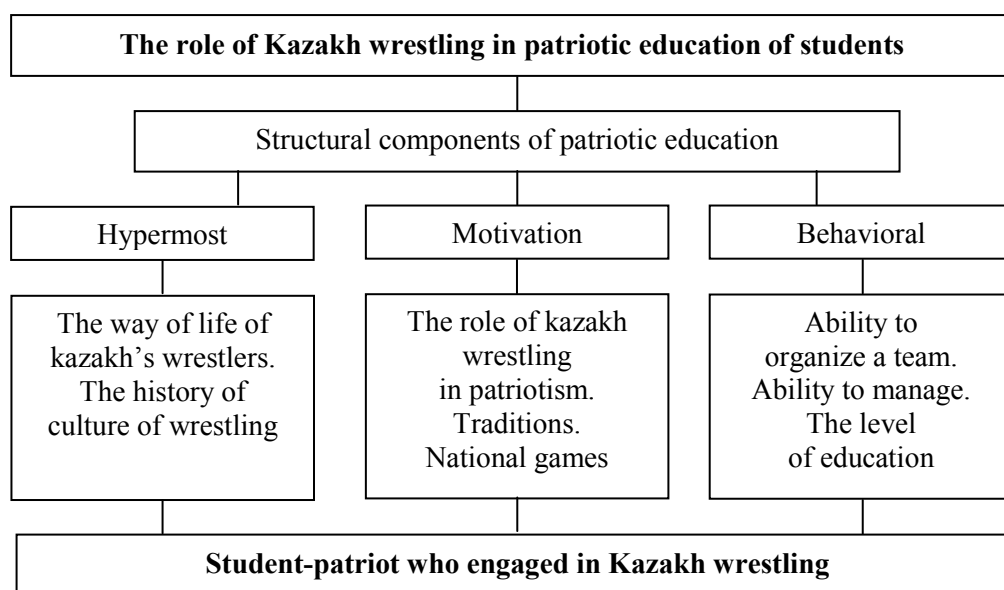 The role of Kazakh wrestling in patriotic education of students
Structural components of patriotic education
Hypermost
Motivation
Behavioral
The way of life of
kazakh’s wrestlers.
The history of
culture of wrestling
The role of kazakh
wrestling
in patriotism.
Traditions.
National games
Ability to
organize a team.
Ability to manage.
The level
of education
Student-patriot who engaged in Kazakh wrestling